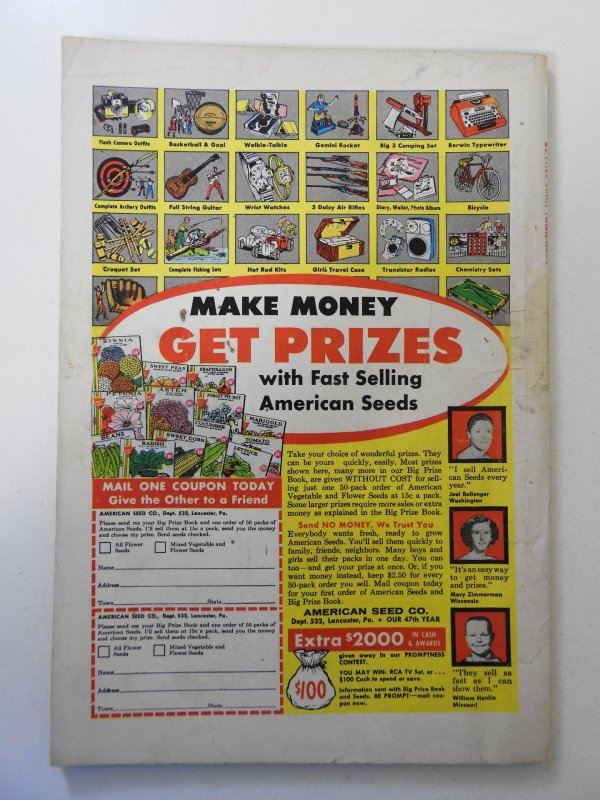 Flash Camera Outfits
Basketball & Goal
Walkie-Talkie
Gemini Rocket
Big 3 Camping Set
Berwin Typewriter
Complete Archery Outfits
Full String Guitar
Wrist Watches
5 Daisy Air Rifles
Diary, Wallet, Photo Album
Bicycle
Croquet Set
Complete Fishing Sets
Hot Rod Kits
Girls Travel Case
Transistor Radios
Chemistry Sets
MAKE MONEY
GET PRIZES
with Fast Selling
American Seeds
ZINNIA
SWEET PEAS
SNAPDRAGON
PETUNIA
ASTER
FORGET-ME-NOT
CUCUMBER
MARIGOLD
BEANS
RADISH
SWEET CORN
TOMATO
LETTUCE
MAIL ONE COUPON TODAY
Give the Other to a Friend
AMERICAN SEED CO., Dept. 532, Lancaster, Pa.
Please send me your Big Prize Book and one order of 50 packs of
American Seeds. I'll sell them at 15c a pack, send you the money
and choose my prize. Send seeds checked.
All Flower
Seeds
Mixed Vegetable and
Flower Seeds
Name
Address
Town State
AMERICAN SEED CO., Dept. 532, Lancaster, Pa.
Please send me your Big Prize Book and one order of 50 packs of
American Seeds. I'll sell them at 15c a pack, send you the money
and choose my prize. Send seeds checked.
All Flower
Seeds
Mixed Vegetable and
Flower Seeds
Name
Address
Town State
Take your choice of wonderful prizes. They
can be yours quickly, easily. Most prizes
shown here, many more in our Big Prize
Book, are given WITHOUT COST for sell-
ing just one 50-pack order of American
Vegetable and Flower Seeds at 15c a pack.
Some larger prizes require more sales or extra
money as explained in the Big Prize Book.
Send NO MONEY, We Trust You
Everybody wants fresh, ready to grow
American Seeds. You'll sell them quickly to
family, friends, neighbors. Many boys and
girls sell their packs in one day. You can
too—and get your prize at once. Or, if you
want money instead, keep $2.50 for every
50-pack order you sell. Mail coupon today
for your first order of American Seeds and
Big Prize Book.
AMERICAN SEED CO.
Dept. 532, Lancaster, Pa. • OUR 47th YEAR
Extra $2000 IN CASH
& AWARDS
given away in our PROMPTNESS
CONTEST.
YOU MAY WIN: RCA TV Set, or . . .
$100 Cash to spend or save.
Information sent with Big Prize Book
and Seeds. BE PROMPT—mail cou-
pon now.
$100
"I sell Ameri-
can Seeds every
year."
Joel Ballenger
Washington
"It's an easy way
to get money
and prizes."
Mary Zimmerman
Wisconsin
"They sell as
fast as I can
show them."
William Hanlin
Missouri